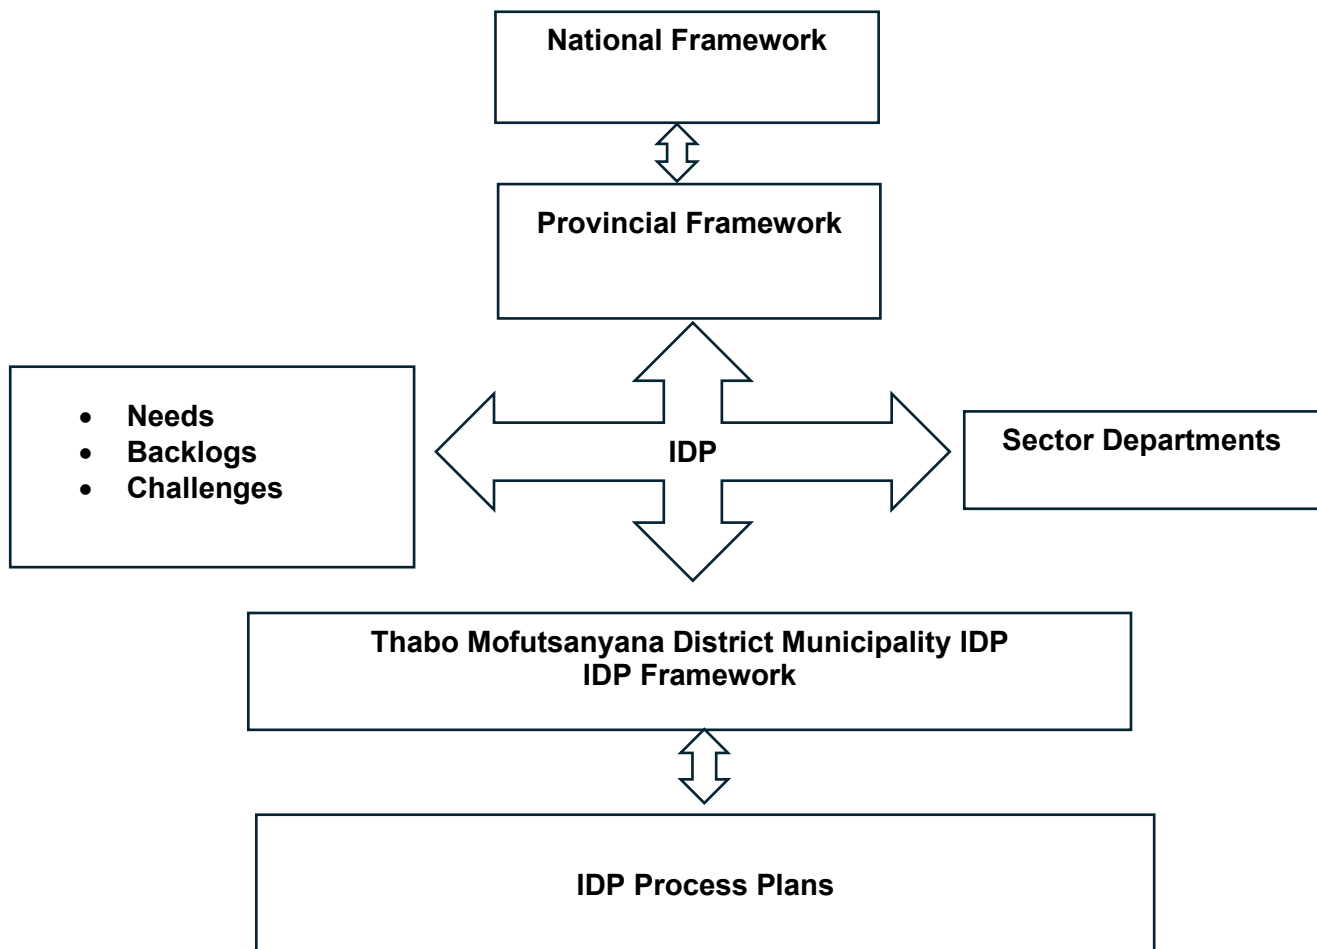 National Framework
Provincial Framework
• Needs
• Backlogs
• Challenges
IDP
Sector Departments
Thabo Mofutsanyana District Municipality IDP
IDP Framework
IDP Process Plans